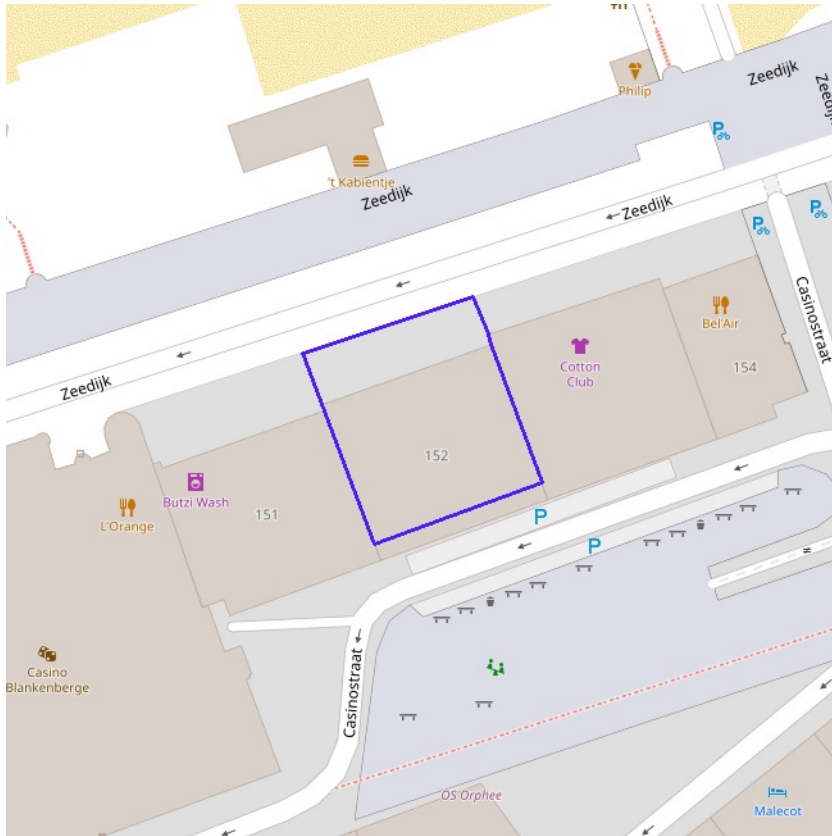 Philip
Zeedijk
Zeedijk
't Kabientje
Zeedijk
Zeedijk
Casinostraat
Bel'Air
Cotton
Club
154
Zeedijk
152
Butzi Wash
L'Orange
151
P
P
Casino
Blankenberge
Casinostraat
OS Orphee
Malecot